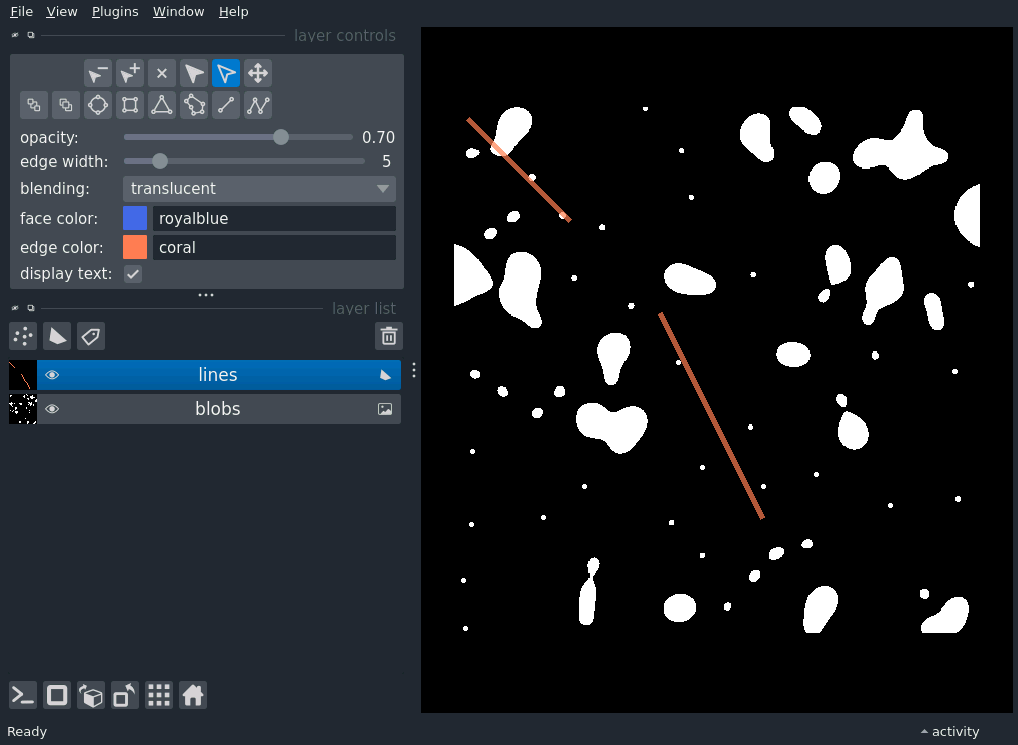 File View Plugins Window Help
layer controls
opacity: 0.70
edge width: 5
blending: translucent
face color: royalblue
edge color: coral
display text:
layer list
lines
blobs
Ready activity